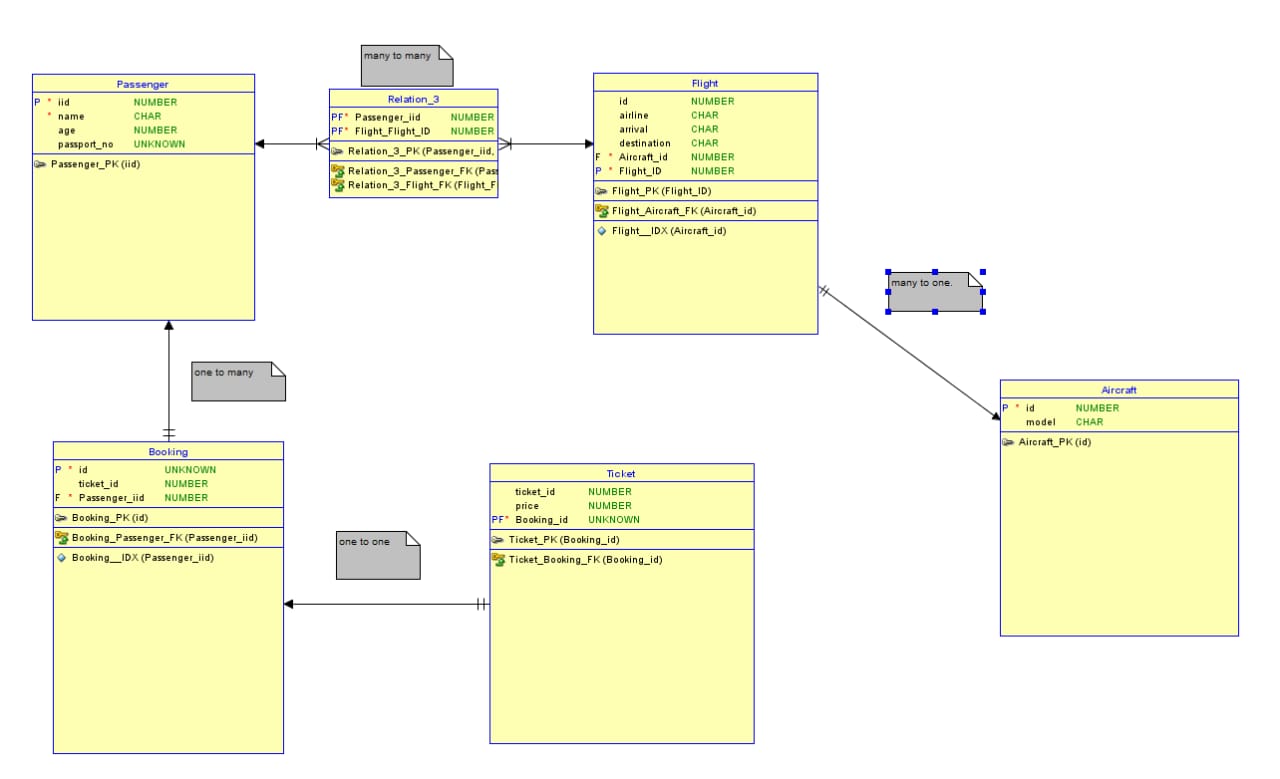 many to many
Passenger
P * iid NUMBER
* name CHAR
age NUMBER
passport_no UNKNOWN
Passenger_PK (iid)
Relation_3
PF* Passenger_iid NUMBER
PF* Flight_Flight_ID NUMBER
Relation_3_PK (Passenger_iid,
Relation_3_Passenger_FK (Pas
Relation_3_Flight_FK (Flight_F
Flight
id NUMBER
airline CHAR
arrival CHAR
destination CHAR
F * Aircraft_id NUMBER
P * Flight_ID NUMBER
Flight_PK (Flight_ID)
Flight_Aircraft_FK (Aircraft_id)
Flight__IDX (Aircraft_id)
many to one.
one to many
Aircraft
P * id NUMBER
model CHAR
Aircraft_PK (id)
Booking
P * id UNKNOWN
ticket_id NUMBER
F * Passenger_iid NUMBER
Booking_PK (id)
Booking_Passenger_FK (Passenger_iid)
Booking__IDX (Passenger_iid)
one to one
Ticket
ticket_id NUMBER
price NUMBER
PF* Booking_id UNKNOWN
Ticket_PK (Booking_id)
Ticket_Booking_FK (Booking_id)